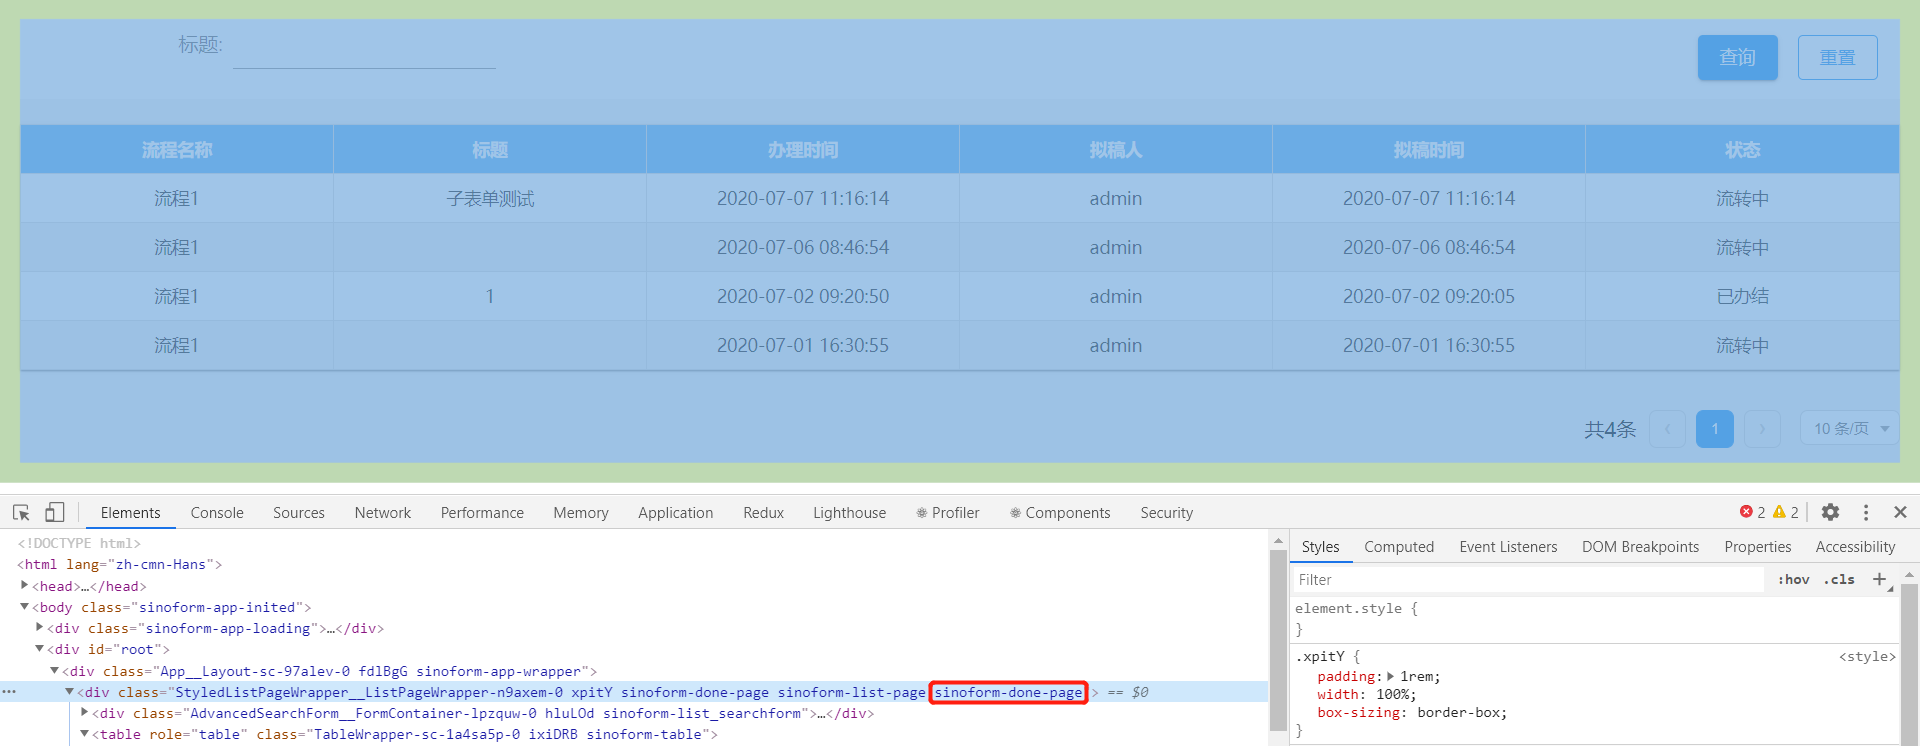 标题:
查询 重置
流程名称 标题 办理时间 拟稿人 拟稿时间 状态
流程1 子表单测试 2020-07-07 11:16:14 admin 2020-07-07 11:16:14 流转中
流程1 2020-07-06 08:46:54 admin 2020-07-06 08:46:54 流转中
流程1 1 2020-07-02 09:20:50 admin 2020-07-02 09:20:05 已办结
流程1 2020-07-01 16:30:55 admin 2020-07-01 16:30:55 流转中
共4条 < 1 > 10 条/页
Elements Console Sources Network Performance Memory Application Redux Lighthouse ⚛ Profiler ⚛ Components Security 2 2
<!DOCTYPE html>
<html lang="zh-cmn-Hans">
<head>…</head>
<body class="sinoform-app-inited">
<div class="sinoform-app-loading">…</div>
<div id="root">
<div class="App__Layout-sc-97alev-0 fdlBgG sinoform-app-wrapper">
<div class="StyledListPageWrapper__ListPageWrapper-n9axem-0 xpitY sinoform-done-page sinoform-list-page sinoform-done-page > == $0
<div class="AdvancedSearchForm__FormContainer-lpzquw-0 hluLOd sinoform-list_searchform">…</div>
<table role="table" class="TableWrapper-sc-1a4sa5p-0 ixiDRB sinoform-table">
Styles Computed Event Listeners DOM Breakpoints Properties Accessibility
Filter :hov .cls +
element.style {
}
.xpitY { <style>
padding: 1rem;
width: 100%;
box-sizing: border-box;
}